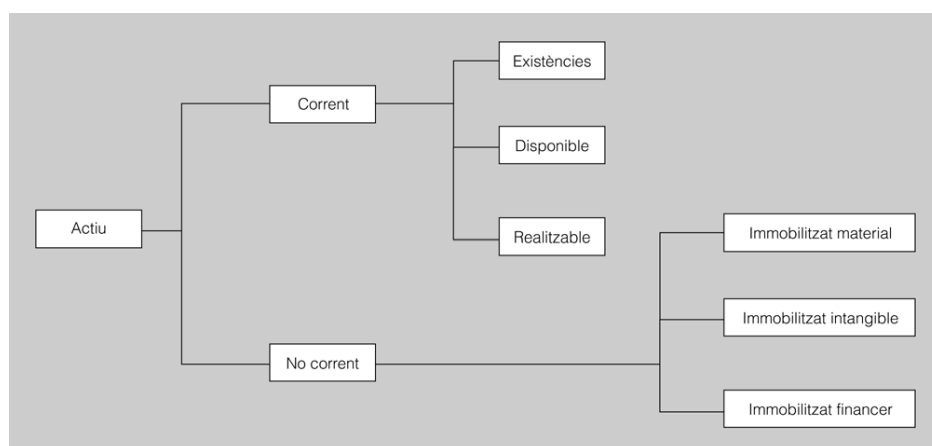 Existències
Corrent
Disponible
Actiu
Realitzable
Immobilitzat material
Immobilitzat intangible
No corrent
Immobilitzat financer